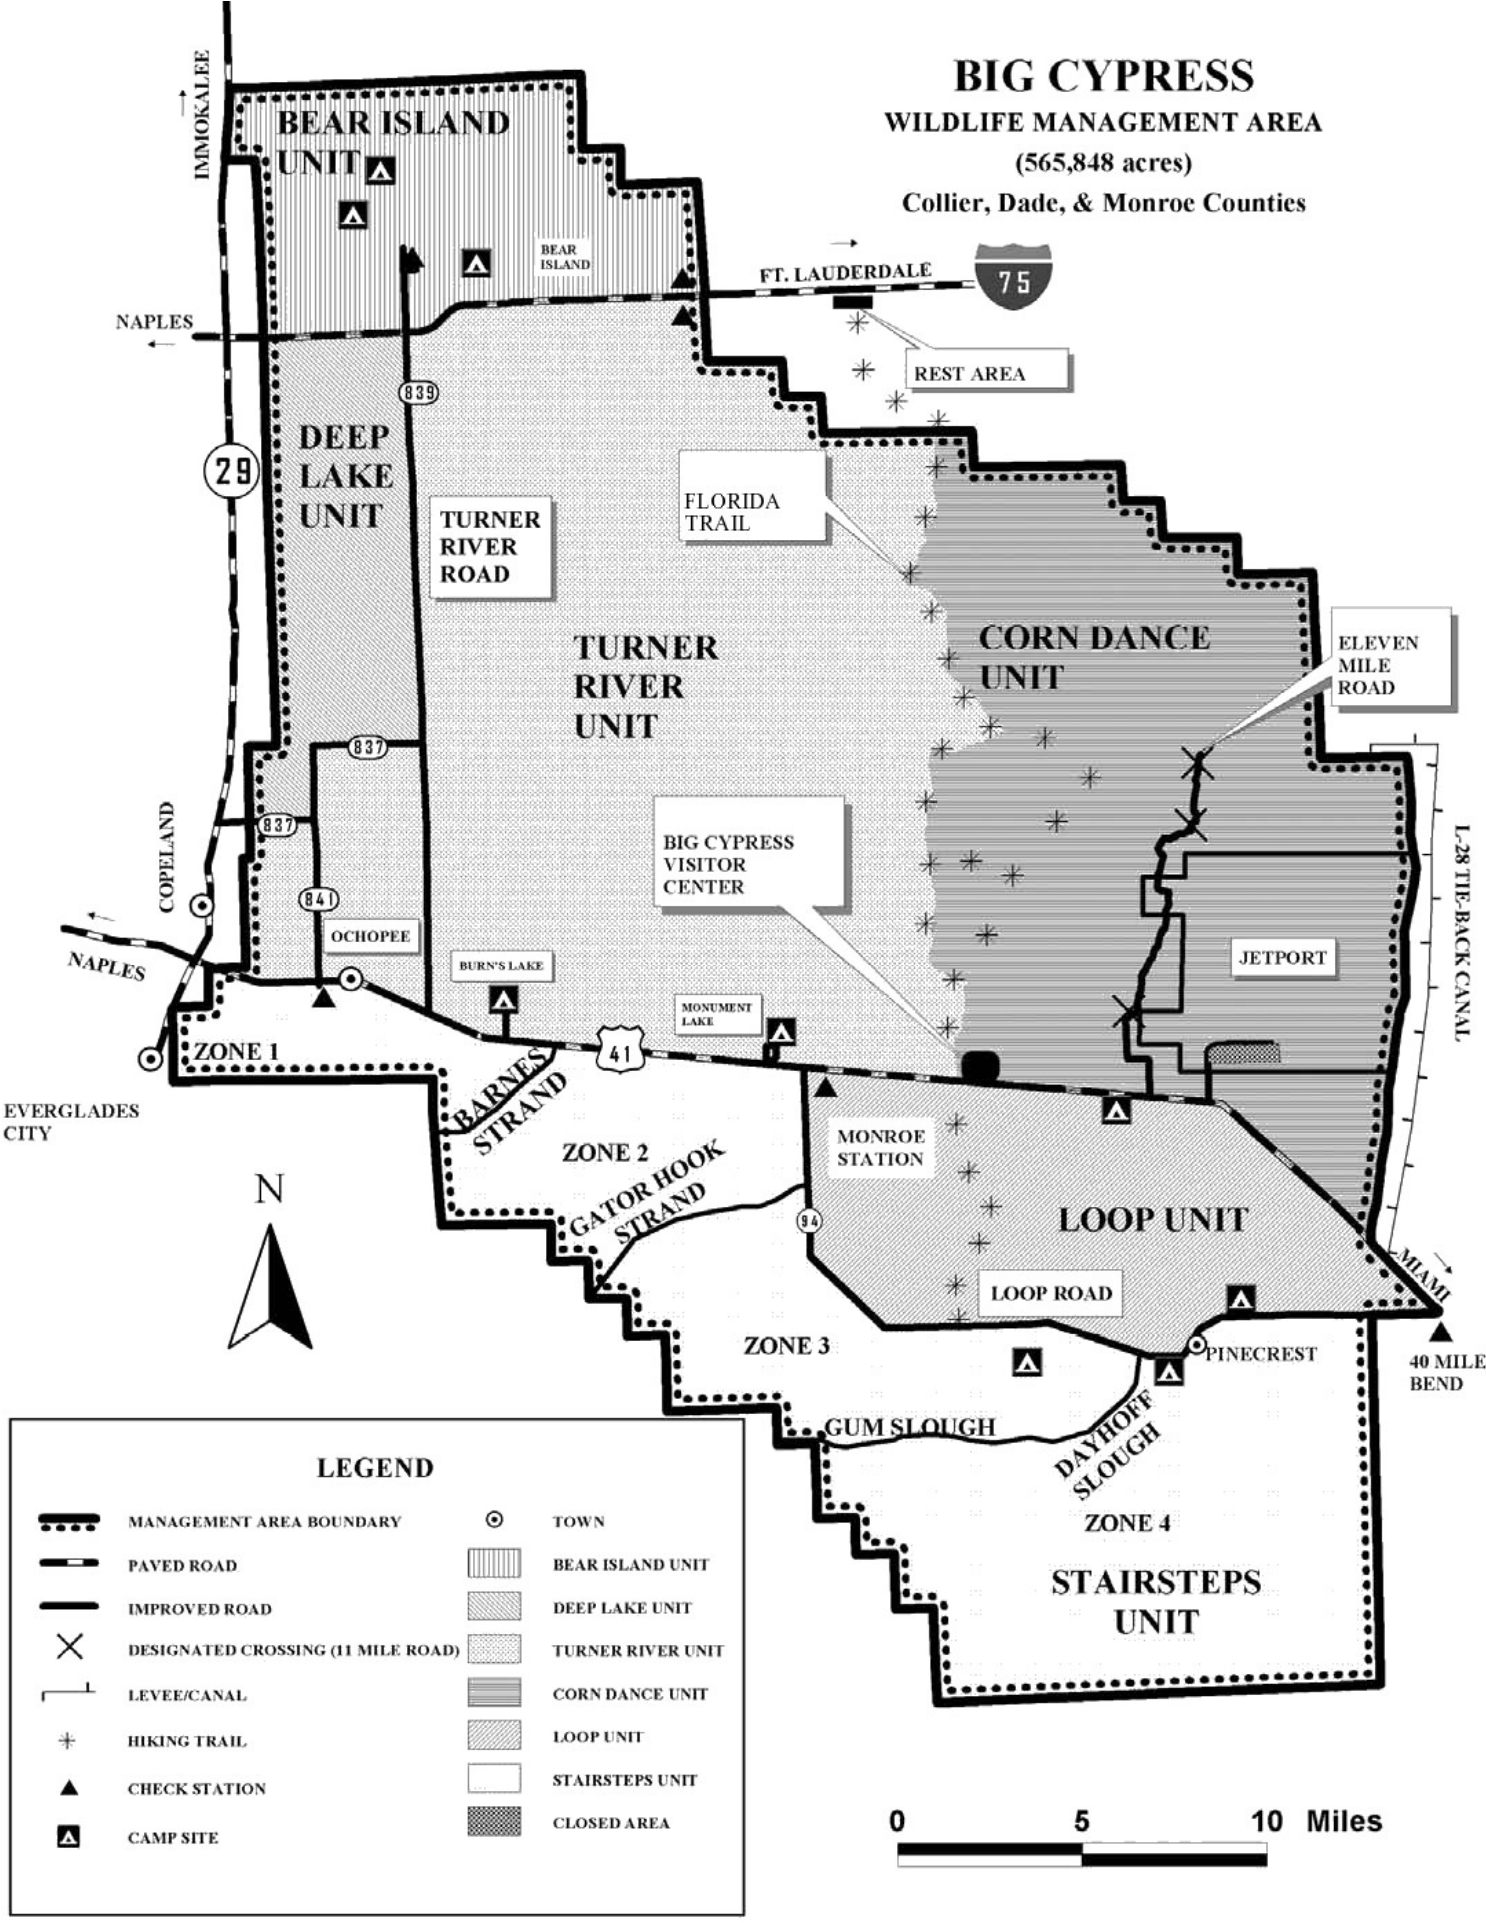 BIG CYPRESS
WILDLIFE MANAGEMENT AREA
(565,848 acres)
Collier, Dade, & Monroe Counties
IMMOKALEE
BEAR ISLAND
UNIT
BEAR
ISLAND
FT. LAUDERDALE
75
NAPLES
REST AREA
839
DEEP
LAKE
UNIT
29
FLORIDA
TRAIL
TURNER
RIVER
ROAD
TURNER
RIVER
UNIT
CORN DANCE
UNIT
ELEVEN
MILE
ROAD
837
837
COPELAND
BIG CYPRESS
VISITOR
CENTER
L-28 TIE-BACK CANAL
841
OCHOPEE
NAPLES
BURN'S LAKE
JETPORT
MONUMENT
LAKE
ZONE 1
41
BARNES
STRAND
EVERGLADES
CITY
ZONE 2
MONROE
STATION
GATOR HOOK
STRAND
94
LOOP UNIT
N
MIAMI
LOOP ROAD
ZONE 3
PINECREST
40 MILE
BEND
GUM SLOUGH
DAYHOFF
SLOUGH
ZONE 4
STAIRSTEPS
UNIT
LEGEND
MANAGEMENT AREA BOUNDARY
PAVED ROAD
IMPROVED ROAD
DESIGNATED CROSSING (11 MILE ROAD)
LEVEE/CANAL
HIKING TRAIL
CHECK STATION
CAMP SITE
TOWN
BEAR ISLAND UNIT
DEEP LAKE UNIT
TURNER RIVER UNIT
CORN DANCE UNIT
LOOP UNIT
STAIRSTEPS UNIT
CLOSED AREA
0 5 10 Miles